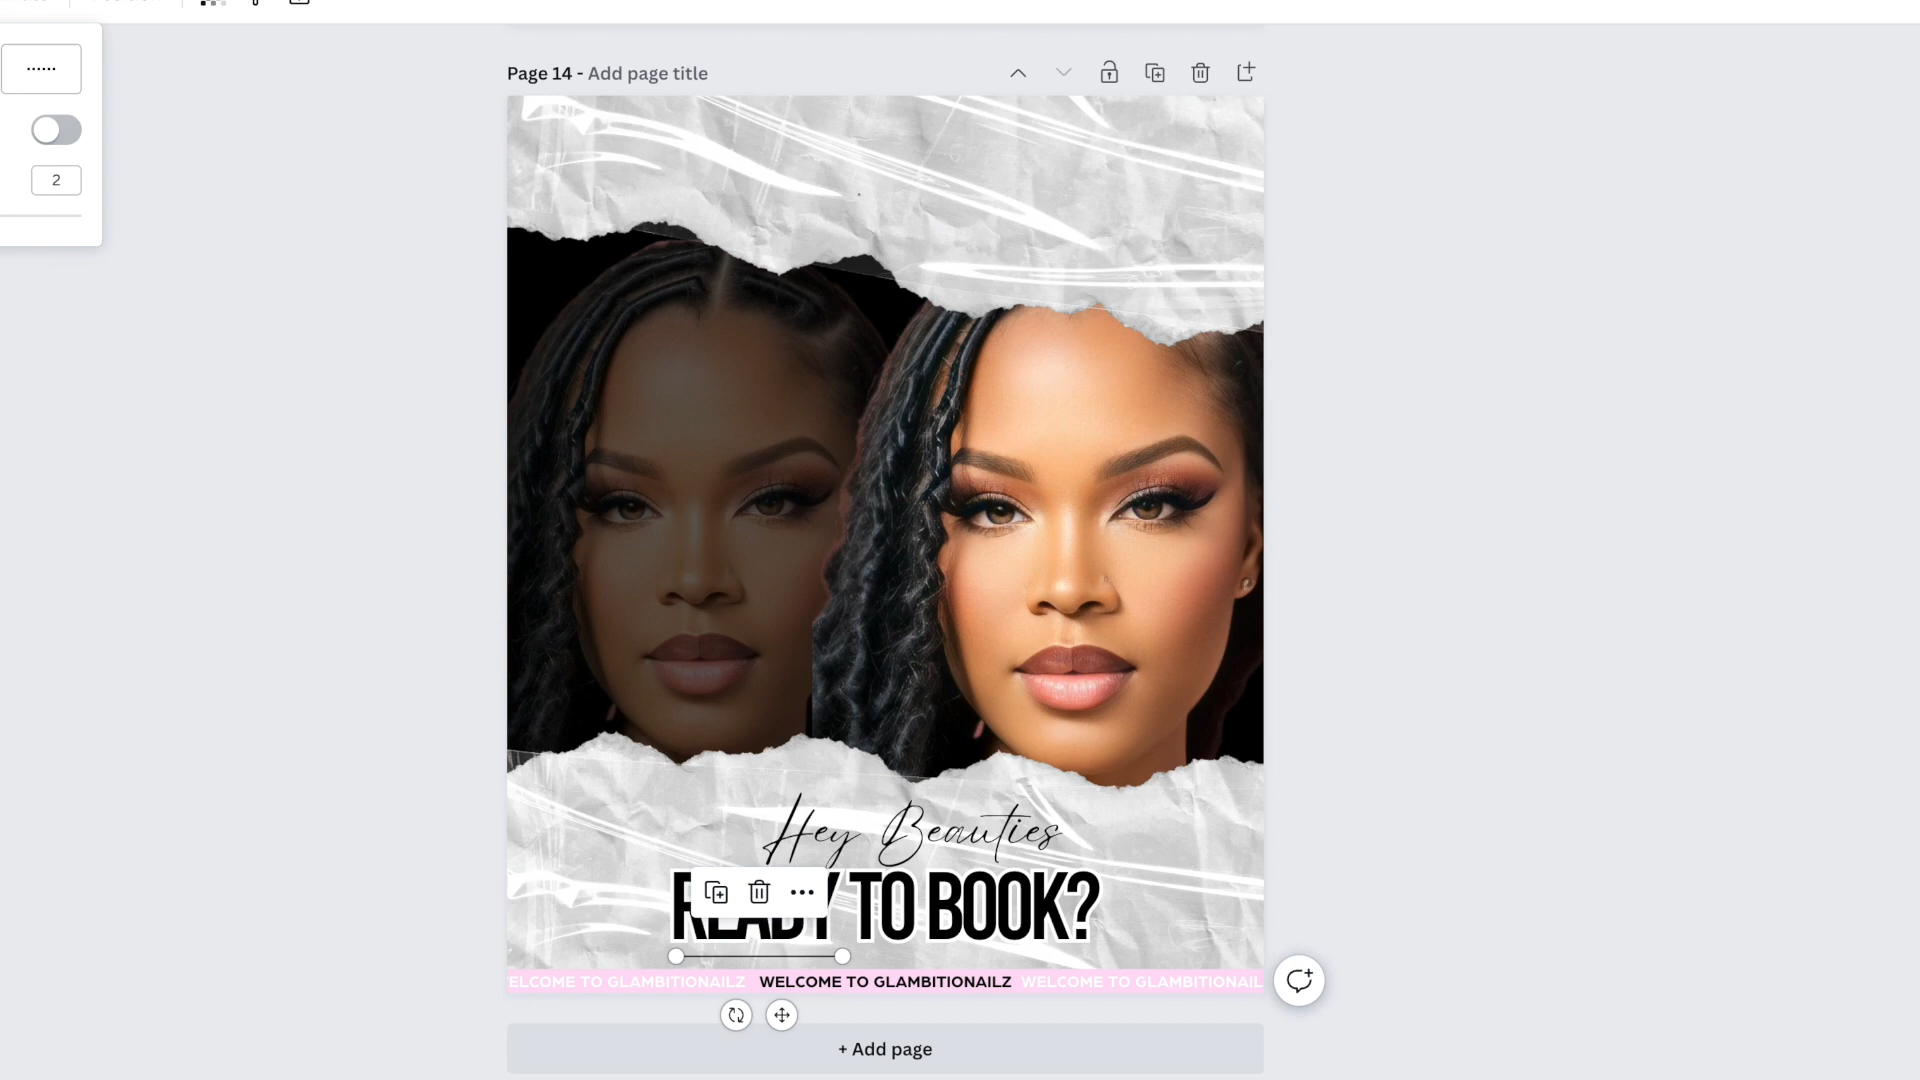 Page 14 - Add page title
2
Hey Beauties
READY TO BOOK?
ELCOME TO GLAMBITIONAILZ WELCOME TO GLAMBITIONAILZ WELCOME TO GLAMBITIONAIL
+ Add page